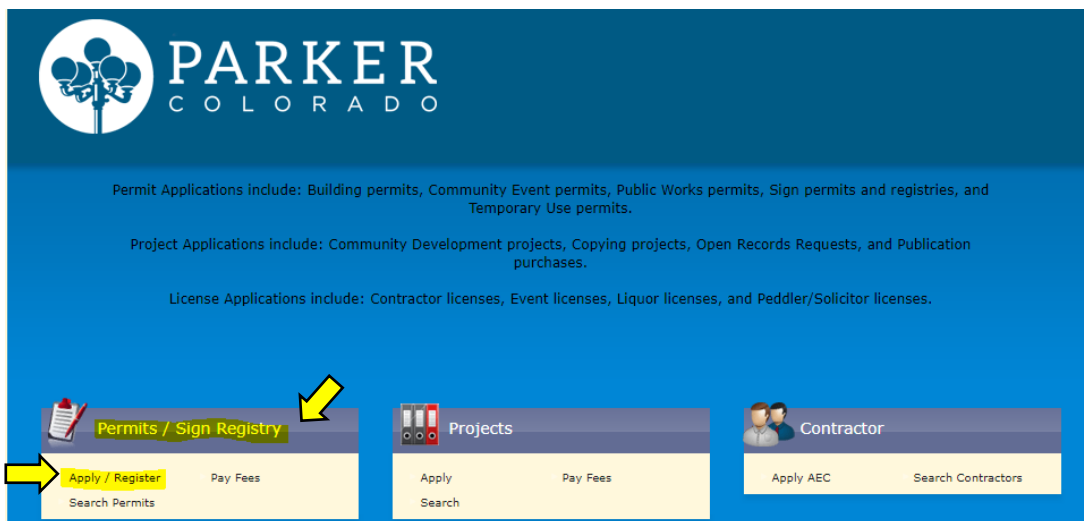 PARKER
COLORADO
Permit Applications include: Building permits, Community Event permits, Public Works permits, Sign permits and registries, and
Temporary Use permits.
Project Applications include: Community Development projects, Copying projects, Open Records Requests, and Publication
purchases.
License Applications include: Contractor licenses, Event licenses, Liquor licenses, and Peddler/Solicitor licenses.
Permits / Sign Registry
Apply / Register
Pay Fees
Search Permits
Projects
Apply
Pay Fees
Search
Contractor
Apply AEC
Search Contractors